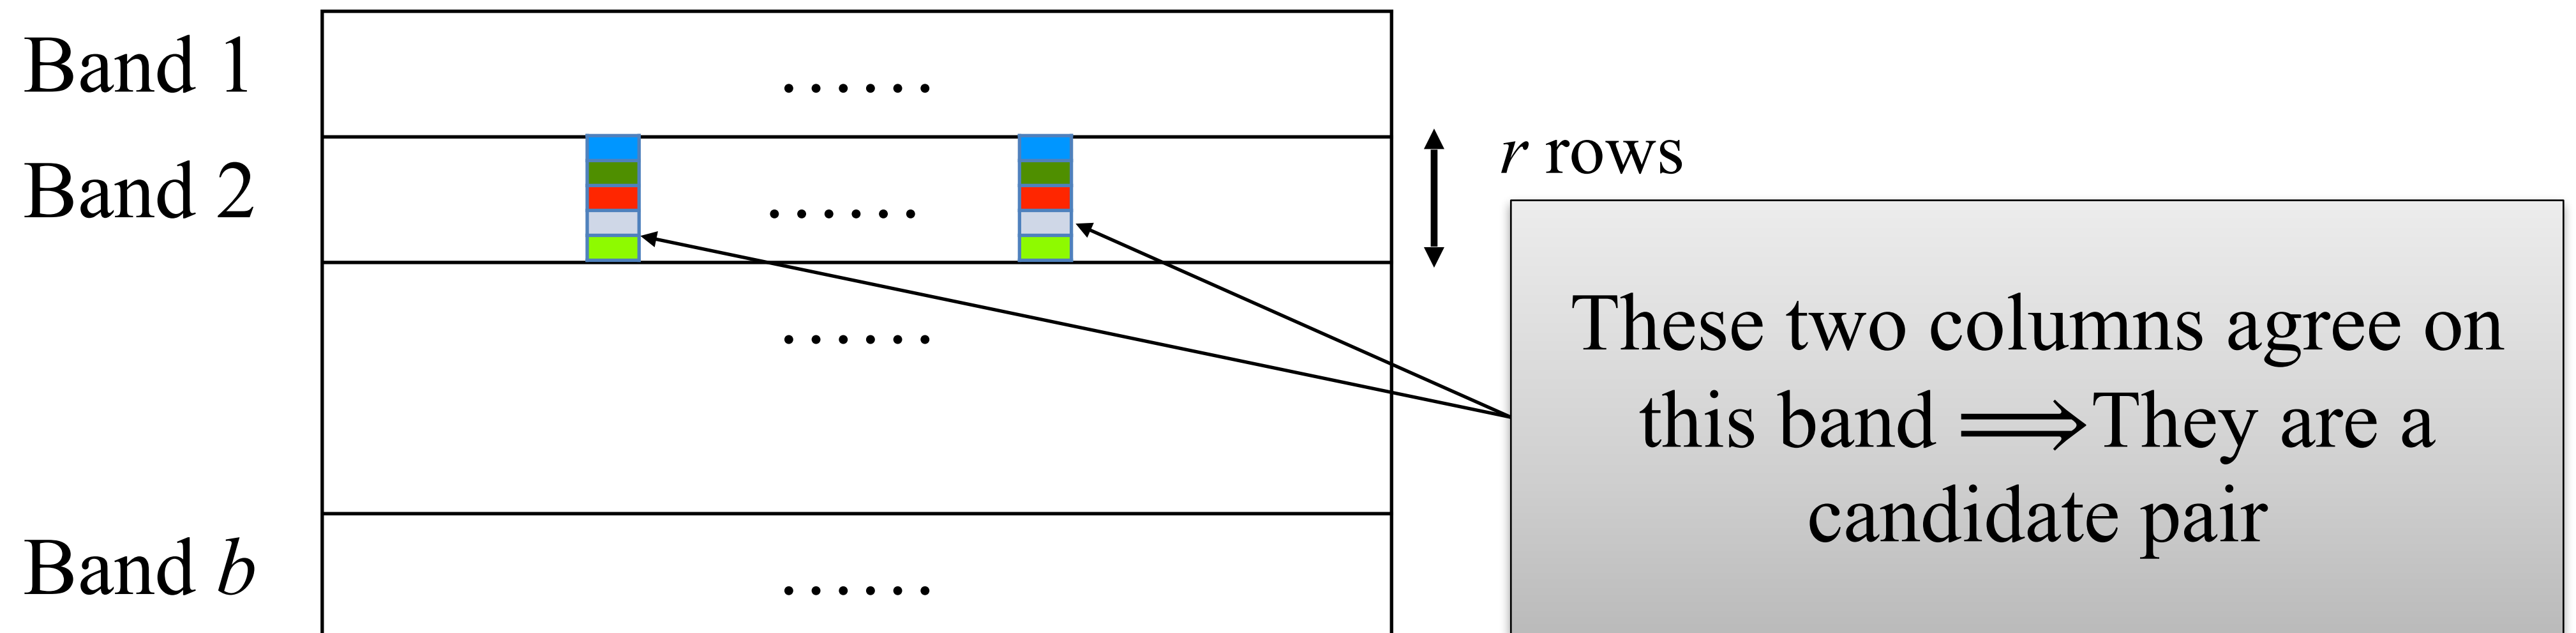 Band 1
......
Band 2
......
r rows
......
These two columns agree on
this band ⟹ They are a
candidate pair
Band b
......